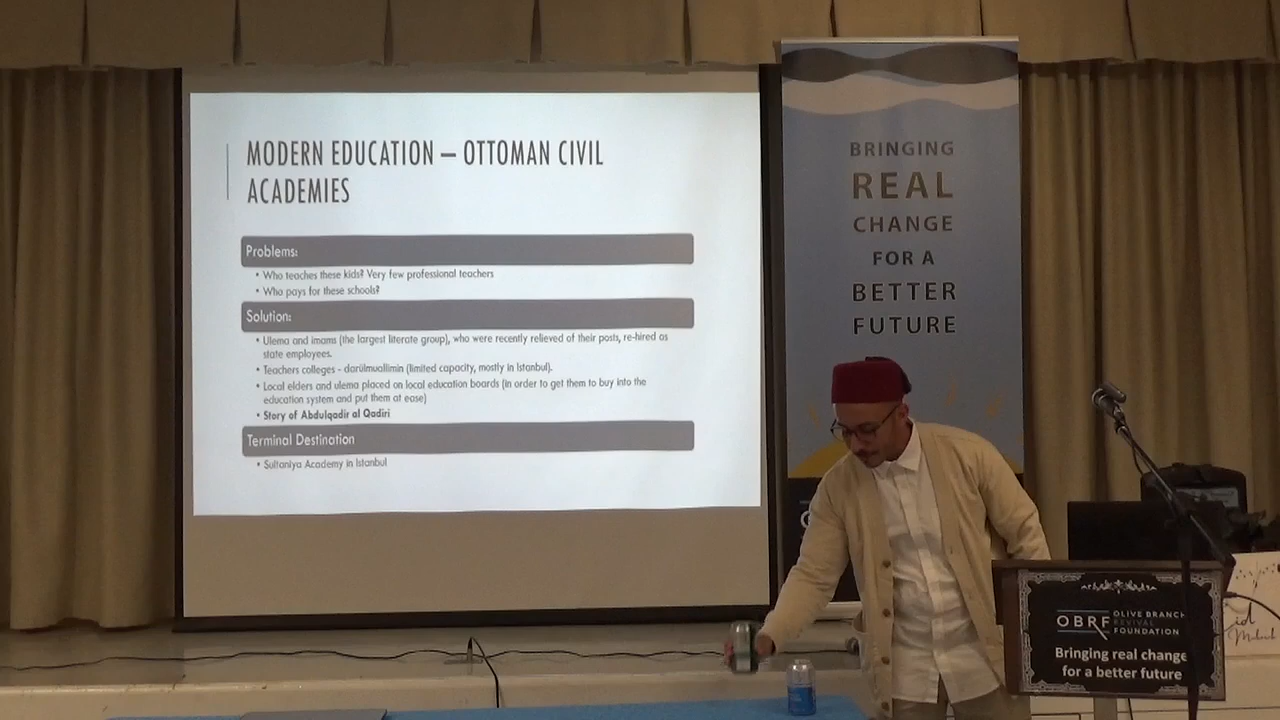 MODERN EDUCATION – OTTOMAN CIVIL
ACADEMIES
Problems:
• Who teaches these kids? Very few professional teachers
• Who pays for these schools?
Solution:
• Ulema and imams (the largest literate group), who were recently relieved of their posts, re-hired as
state employees.
• Teachers colleges - darülmuallimin (limited capacity, mostly in Istanbul).
• Local elders and ulema placed on local education boards (in order to get them to buy into the
education system and put them at ease)
• Story of Abdulqadir al Qadiri
Terminal Destination
• Sultaniya Academy in Istanbul
BRINGING
REAL
CHANGE
FOR A
BETTER
FUTURE
OBRF
OLIVE BRANCH
REVIVAL
FOUNDATION
Bringing real change
for a better future